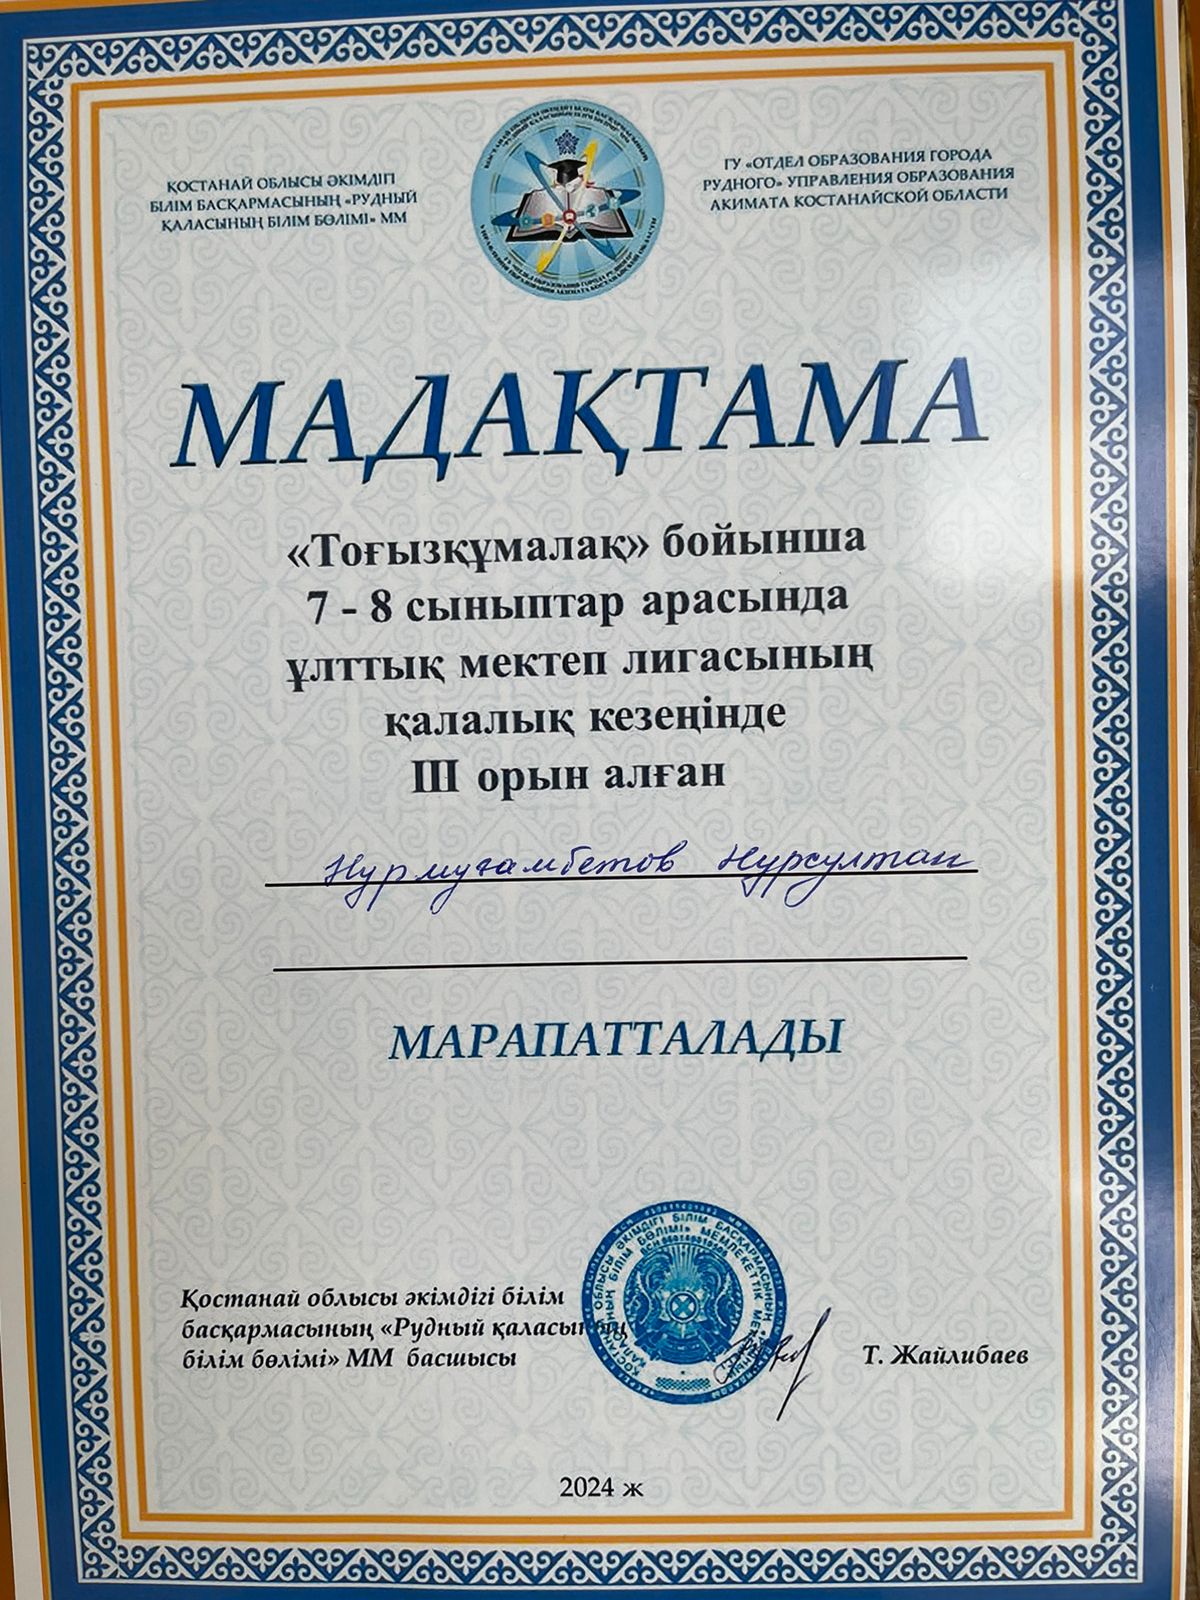 ҚОСТАНАЙ ОБЛЫСЫ ӘКІМДІГІ
БІЛІМ БАСҚАРМАСЫНЫҢ «РУДНЫЙ
ҚАЛАСЫНЫҢ БІЛІМ БӨЛІМІ» ММ
ГУ «ОТДЕЛ ОБРАЗОВАНИЯ ГОРОДА
РУДНОГО» УПРАВЛЕНИЯ ОБРАЗОВАНИЯ
АКИМАТА КОСТАНАЙСКОЙ ОБЛАСТИ
МАДАҚТАМА
«Тоғызқұмалақ» бойынша
7 - 8 сыныптар арасында
ұлттық мектеп лигасының
қалалық кезеңінде
III орын алған
Нурмуғамбетов Нурсултан
МАРАПАТТАЛАДЫ
Қостанай облысы әкімдігі білім
басқармасының «Рудный қаласының
білім бөлімі» ММ басшысы
Т. Жайлибаев
2024 ж